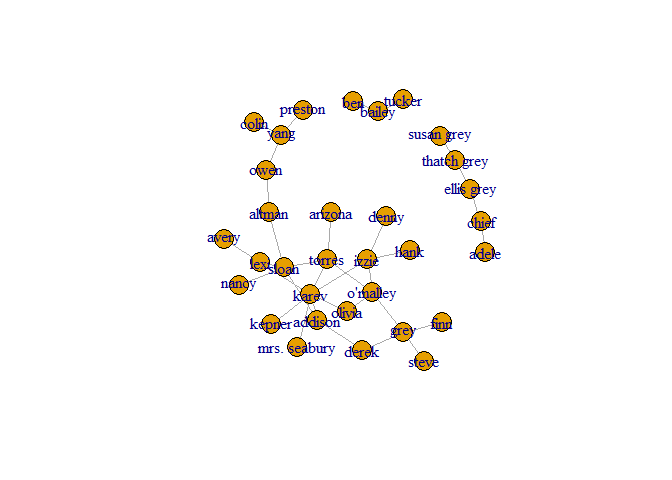 ben
tucker
preston
bailey
colin
yang
susan grey
thatch grey
owen
ellis grey
altman
arizona
denny
chief
avery
hank
adele
lexi
sloan
torres
izzie
nancy
karev
o'malley
olivia
kepner
addison
grey
finn
mrs. seabury
derek
steve